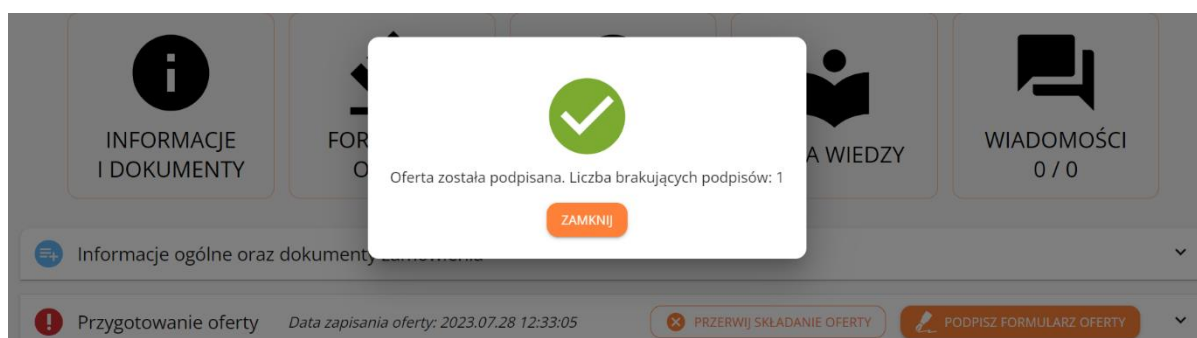 INFORMACJE
I DOKUMENTY
FOR
O
A WIEDZY
WIADOMOŚCI
0 / 0
Oferta została podpisana. Liczba brakujących podpisów: 1
ZAMKNIJ
Informacje ogólne oraz dokumenty zamówienia
Przygotowanie oferty Data zapisania oferty: 2023.07.28 12:33:05 PRZERWIJ SKŁADANIE OFERTY PODPISZ FORMULARZ OFERTY